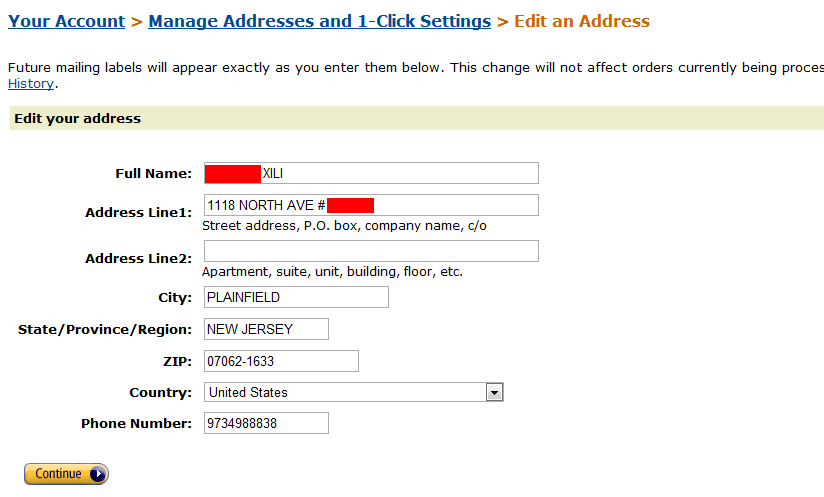 Your Account > Manage Addresses and 1-Click Settings > Edit an Address
Future mailing labels will appear exactly as you enter them below. This change will not affect orders currently being proces
History.
Edit your address
Full Name: XILI
Address Line1: 1118 NORTH AVE #
Street address, P.O. box, company name, c/o
Address Line2:
Apartment, suite, unit, building, floor, etc.
City: PLAINFIELD
State/Province/Region: NEW JERSEY
ZIP: 07062-1633
Country: United States
Phone Number: 9734988838
Continue